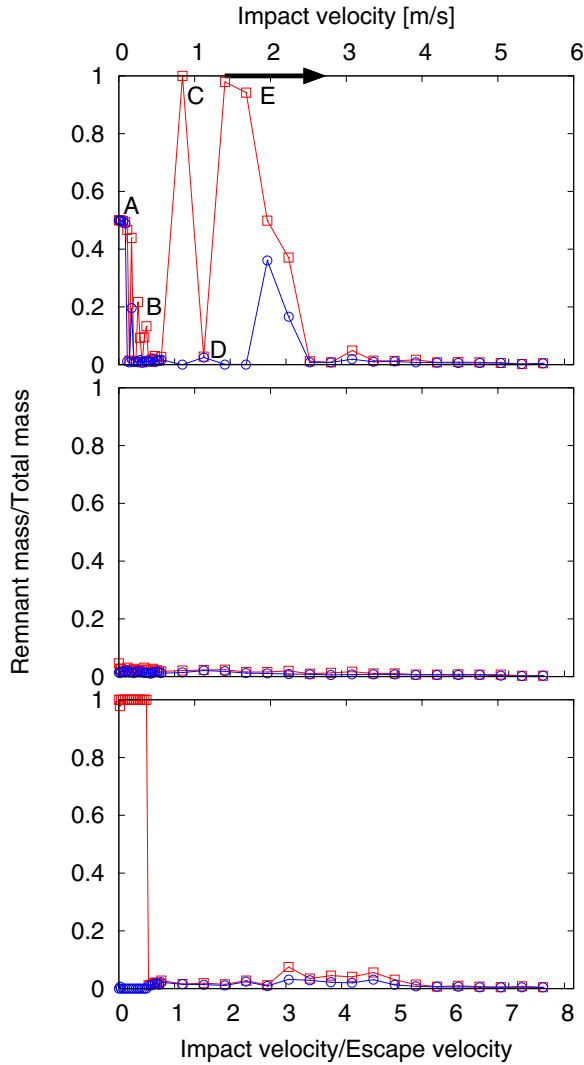 Impact velocity [m/s]
0 1 2 3 4 5 6
1
C E
0.8
0.6
A
0.4
B
0.2
D
0
1
0.8
0.6
0.4
0.2
0
Remnant mass/Total mass
1
0.8
0.6
0.4
0.2
0
0 1 2 3 4 5 6 7 8
Impact velocity/Escape velocity